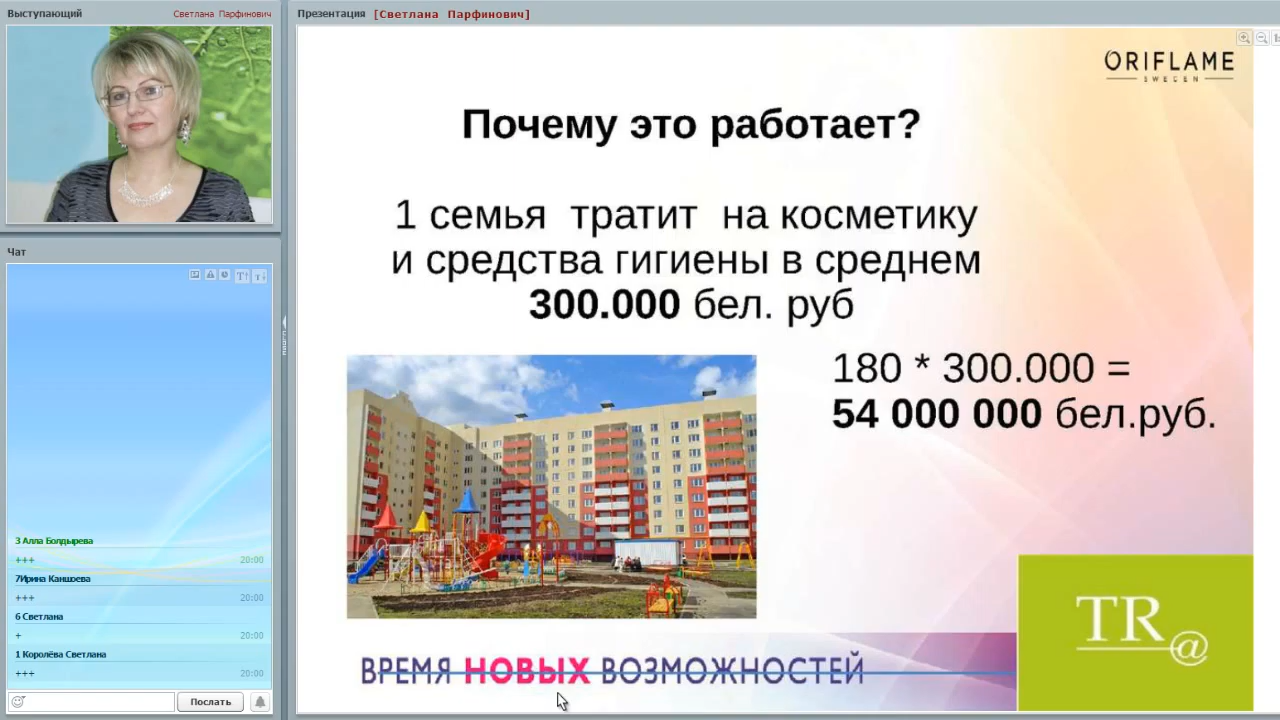 Выступающий
Светлана Парфинович
Презентация [Светлана Парфинович]
ORIFLAME
SWEDEN
Почему это работает?
1 семья тратит на косметику
и средства гигиены в среднем
300.000 бел. руб
180 * 300.000 =
54 000 000 бел.руб.
Чат
3 Алла Болдырева
+++ 20:00
7Ирина Каншоева
+++ 20:00
6 Светлана
+ 20:00
1 Королёва Светлана
+++ 20:00
Послать
ВРЕМЯ НОВЫХ ВОЗМОЖНОСТЕЙ
TR@